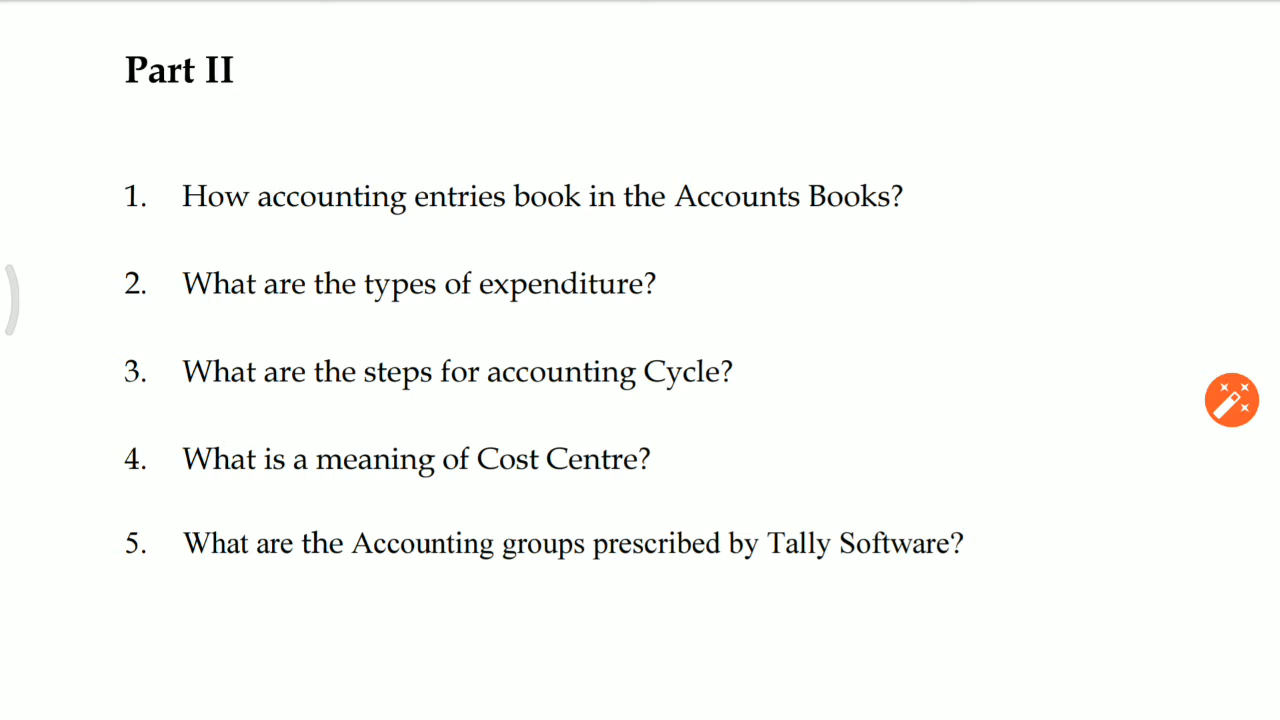 Part II
1. How accounting entries book in the Accounts Books?
2. What are the types of expenditure?
3. What are the steps for accounting Cycle?
4. What is a meaning of Cost Centre?
5. What are the Accounting groups prescribed by Tally Software?